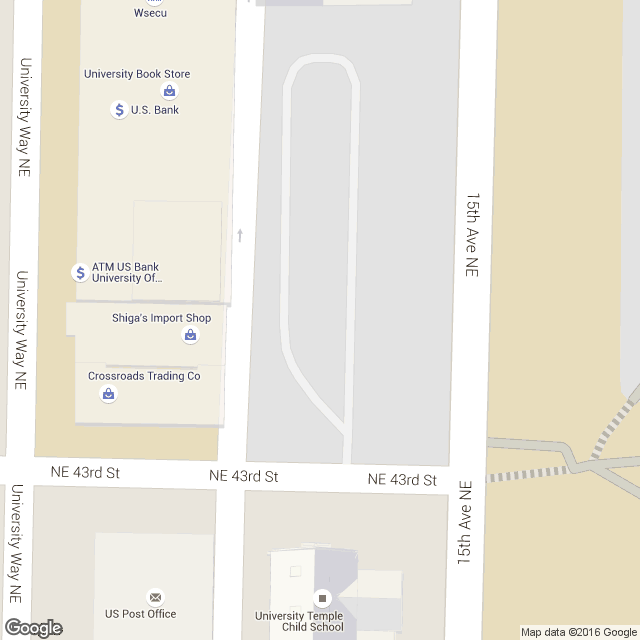 Wsecu
University Way NE
University Book Store
U.S. Bank
15th Ave NE
ATM US Bank
University Of...
University Way NE
Shiga's Import Shop
Crossroads Trading Co
NE 43rd St
NE 43rd St
NE 43rd St
University Way NE
15th Ave NE
US Post Office
University Temple
Child School
Google
Map data ©2016 Google